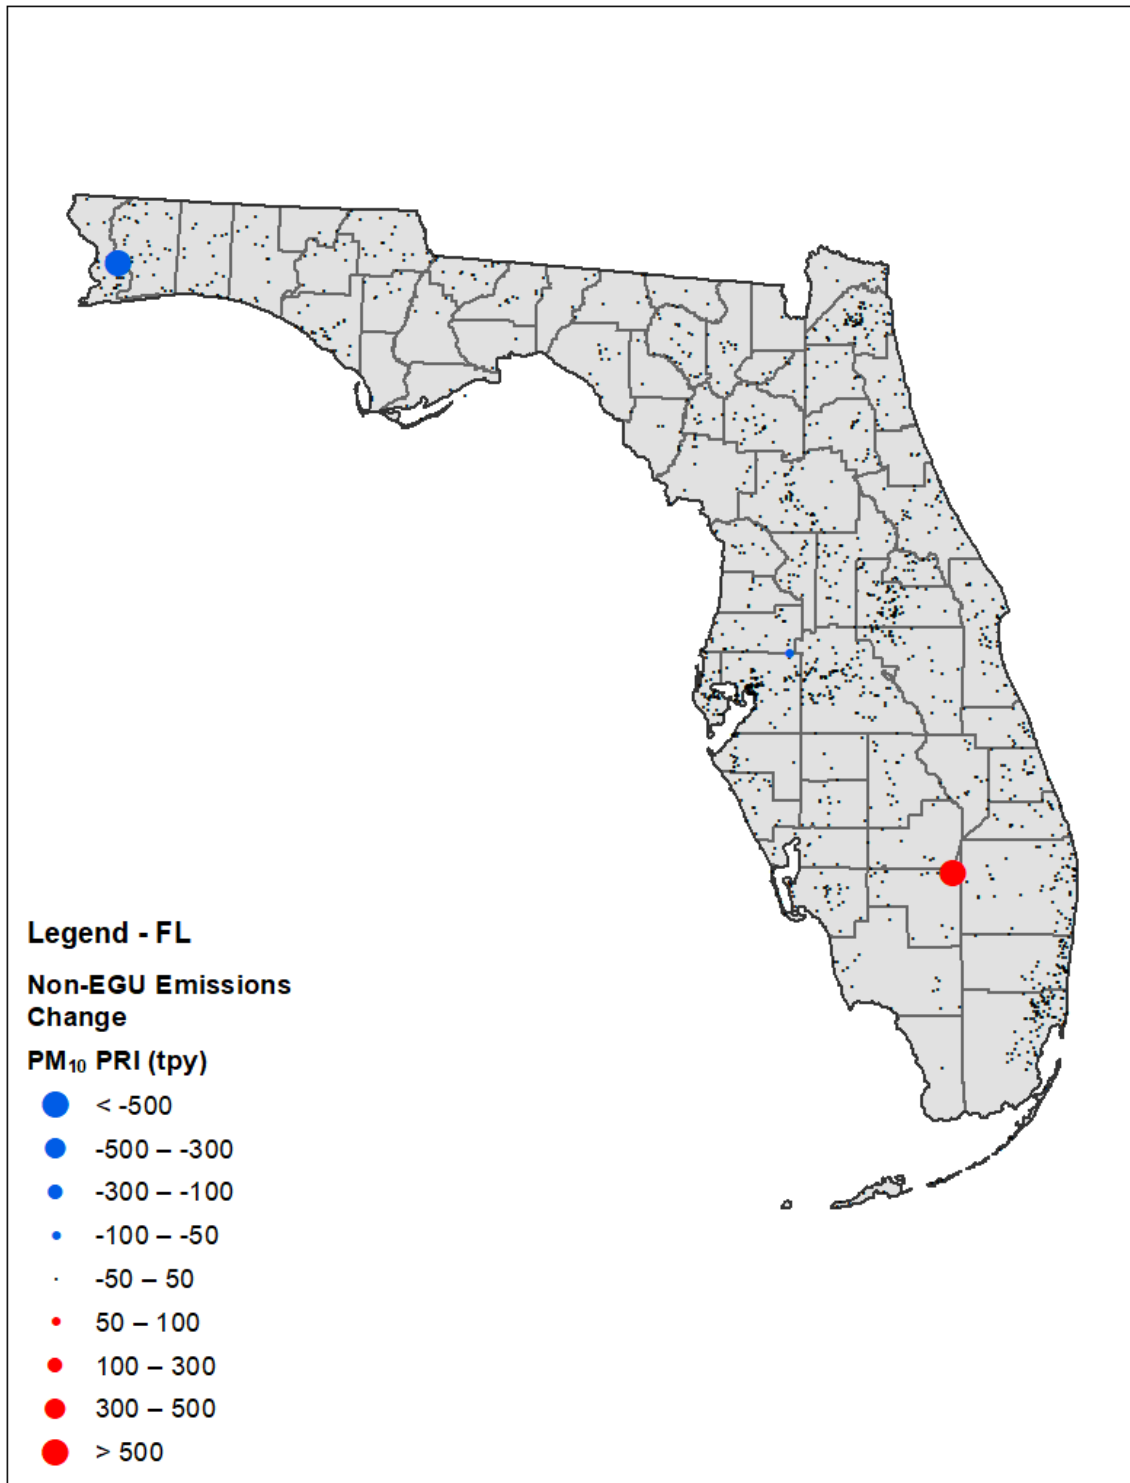 Legend - FL
Non-EGU Emissions
Change
PM₁₀ PRI (tpy)
< -500
-500 – -300
-300 – -100
-100 – -50
-50 – 50
50 – 100
100 – 300
300 – 500
> 500